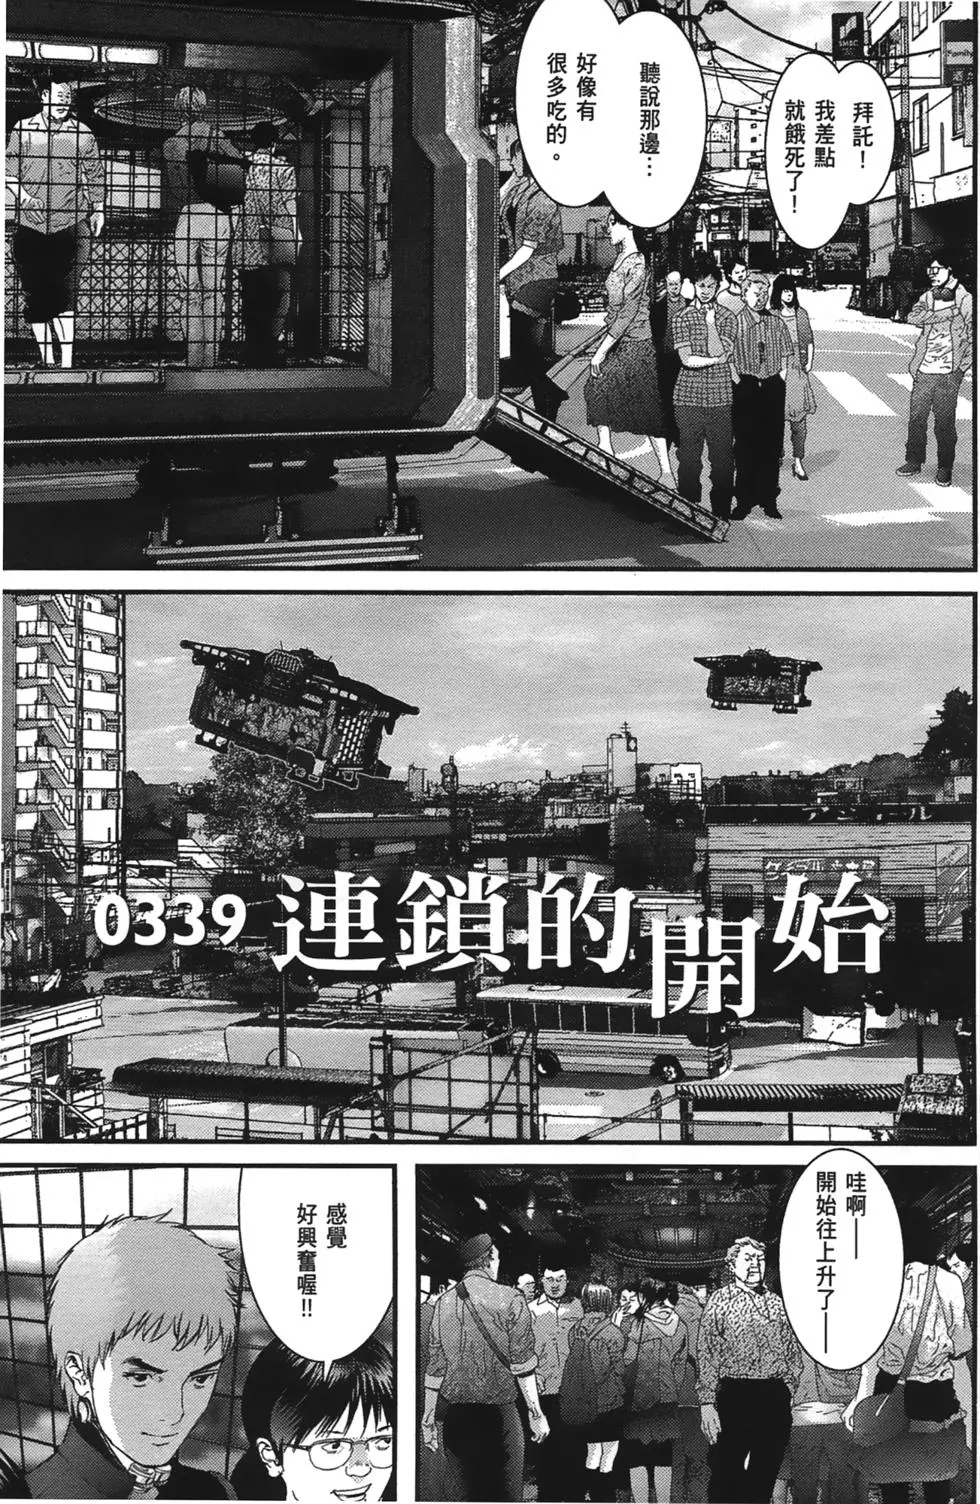 拜託！
我差點
就餓死了！
聽說那邊…
好像有
很多吃的。
SMBC
0339 連鎖的開始
哇啊——
開始往上升了——
感覺
好興奮喔!!